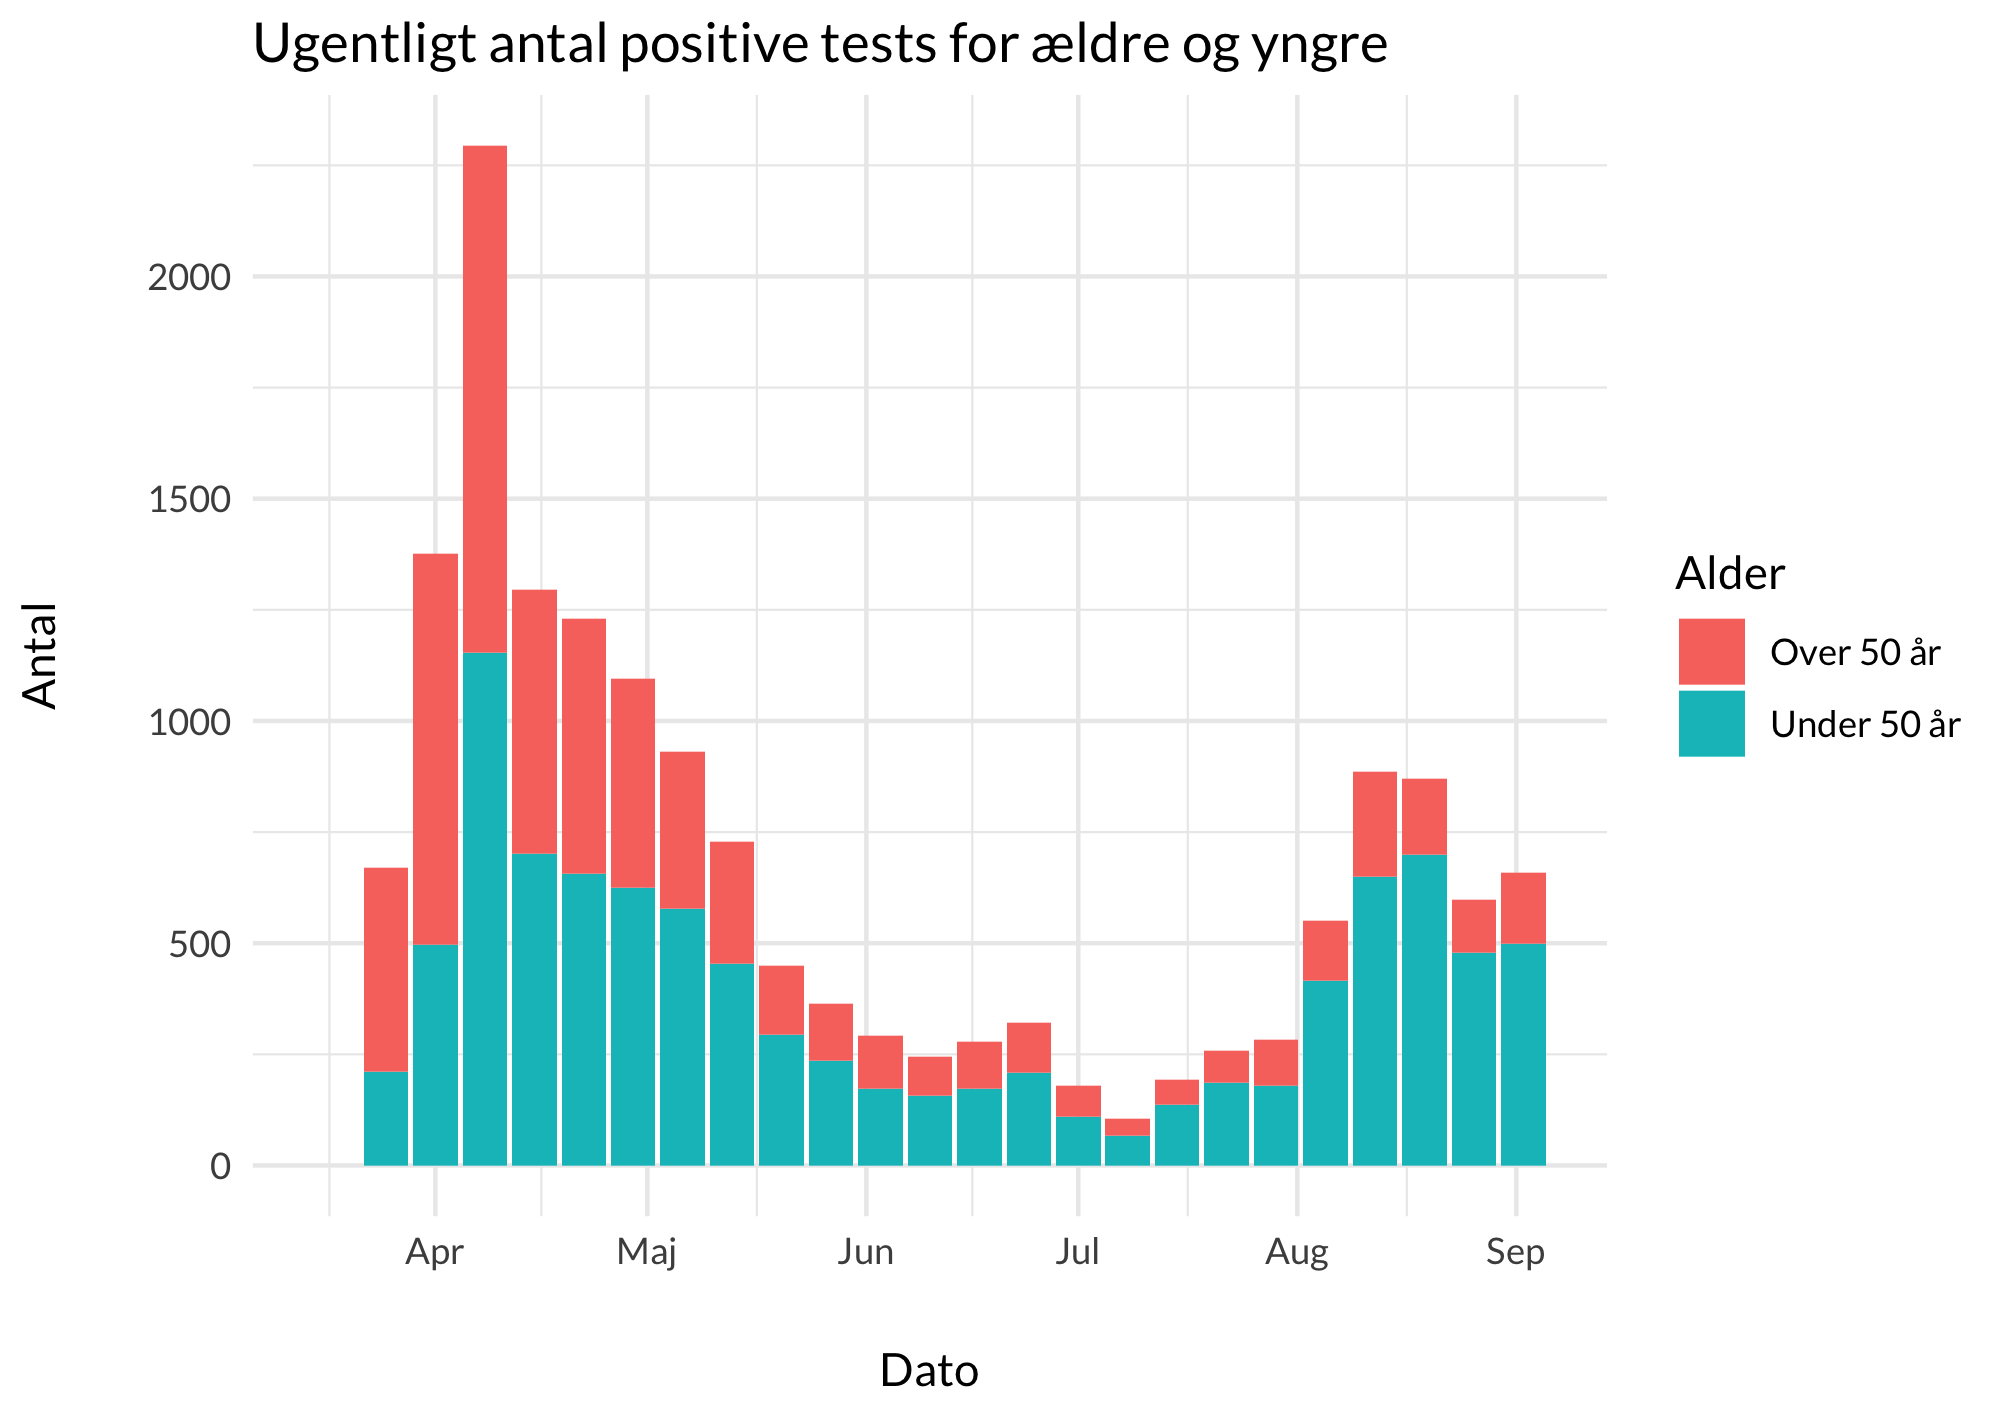 Ugentligt antal positive tests for ældre og yngre
Antal
2000
1500
1000
500
0
Apr
Maj
Jun
Jul
Aug
Sep
Dato
Alder
Over 50 år
Under 50 år